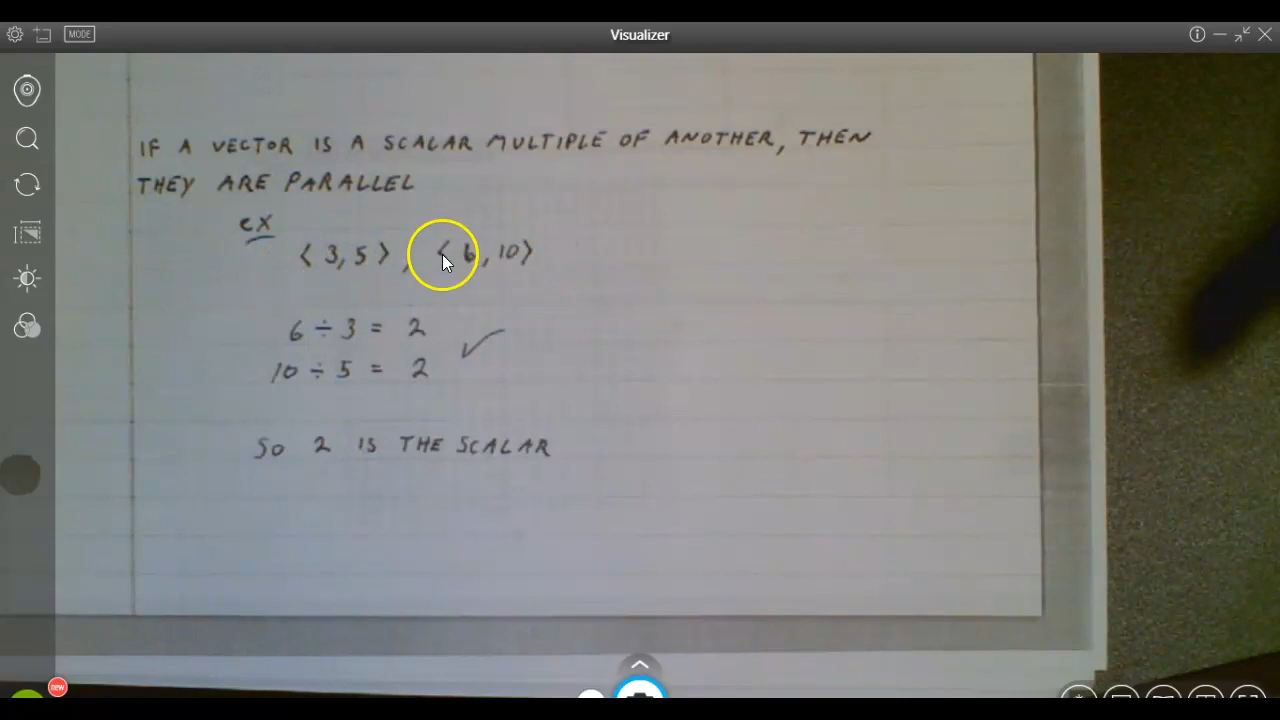 MODE
Visualizer
IF A VECTOR IS A SCALAR MULTIPLE OF ANOTHER, THEN
THEY ARE PARALLEL
ex
⟨3,5⟩, ⟨6,10⟩
6 ÷ 3 = 2
10 ÷ 5 = 2 ✓
SO 2 IS THE SCALAR
new